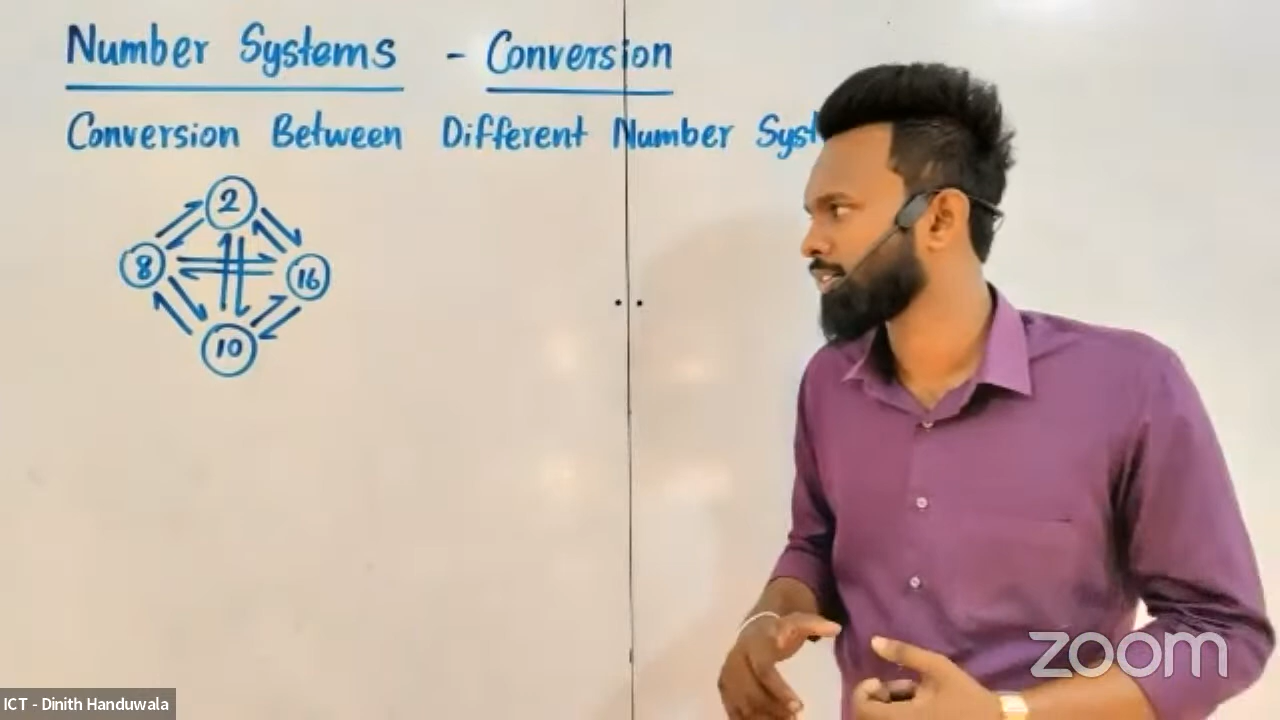 Number Systems - Conversion
Conversion Between Different Number Syst
2
8
16
10
zoom
ICT - Dinith Handuwala